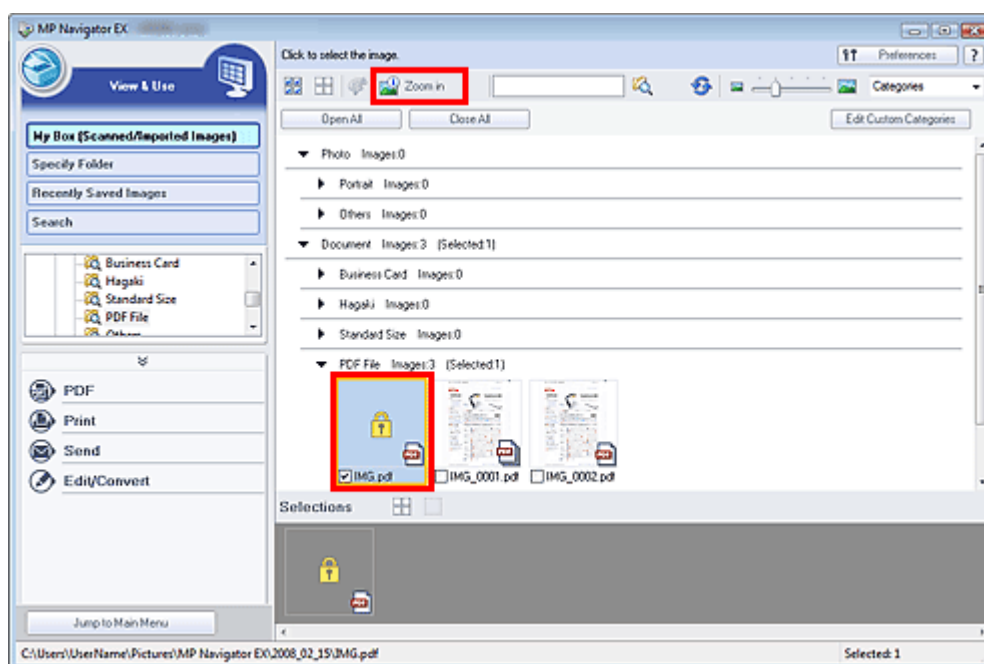 MP Navigator EX
View & Use
My Box (Scanned/Imported Images)
Specify Folder
Recently Saved Images
Search
Business Card
Hagaki
Standard Size
PDF File
Others
PDF
Print
Send
Edit/Convert
Jump to Main Menu
Click to select the image.
Preferences
?
Zoom in
Categories
Open All
Close All
Edit Custom Categories
Photo Images:0
Portrait Images:0
Others Images:0
Document Images:3 (Selected:1)
Business Card Images:0
Hagaki Images:0
Standard Size Images:0
PDF File Images:3 (Selected:1)
IMG.pdf
IMG_0001.pdf
IMG_0002.pdf
Selections
C:\Users\UserName\Pictures\MP Navigator EX\2008_02_15\IMG.pdf
Selected: 1